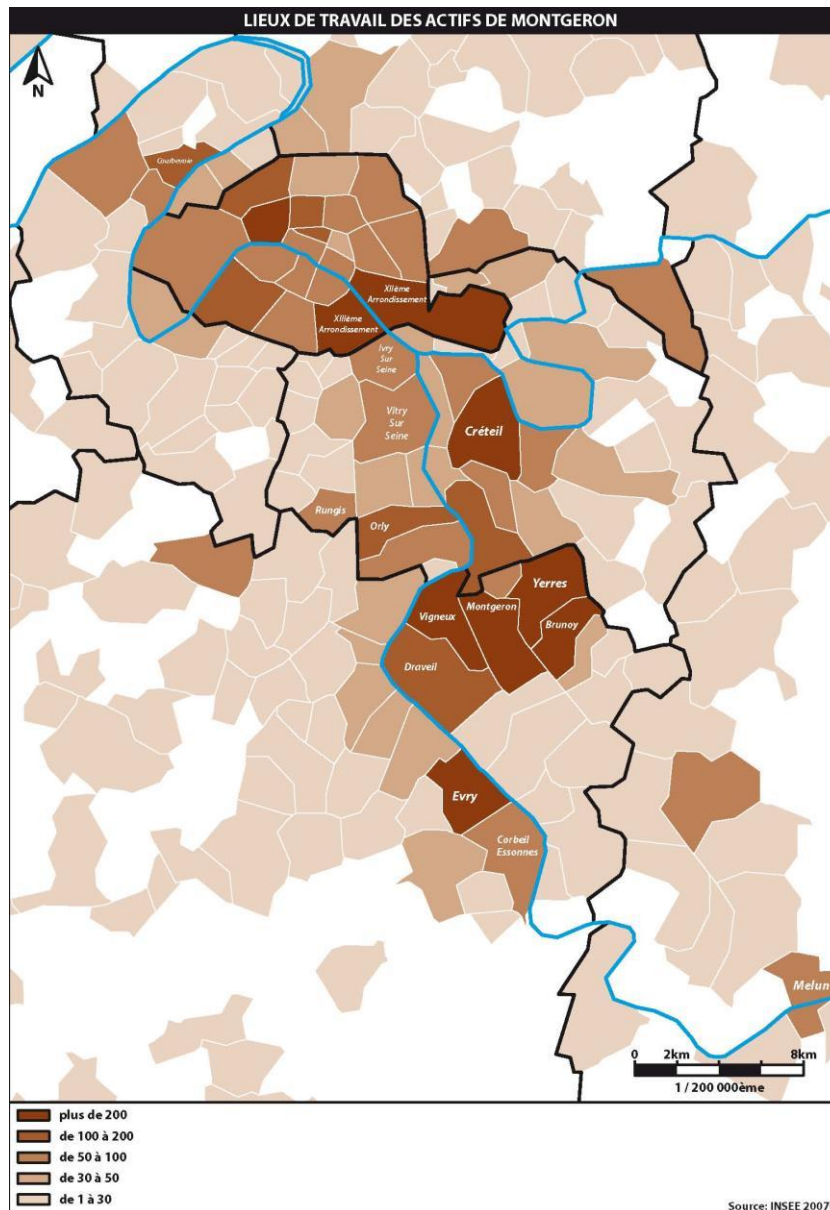 LIEUX DE TRAVAIL DES ACTIFS DE MONTGERON
N
Courbevoie
XIIème
Arrondissement
XIIIème
Arrondissement
Ivry
Sur
Seine
Vitry
Sur
Seine
Créteil
Rungis
Orly
Yerres
Vigneux
Montgeron
Brunoy
Draveil
Evry
Corbeil
Essonnes
Melun
0 2km 8km
1 / 200 000ème
plus de 200
de 100 à 200
de 50 à 100
de 30 à 50
de 1 à 30
Source: INSEE 2007